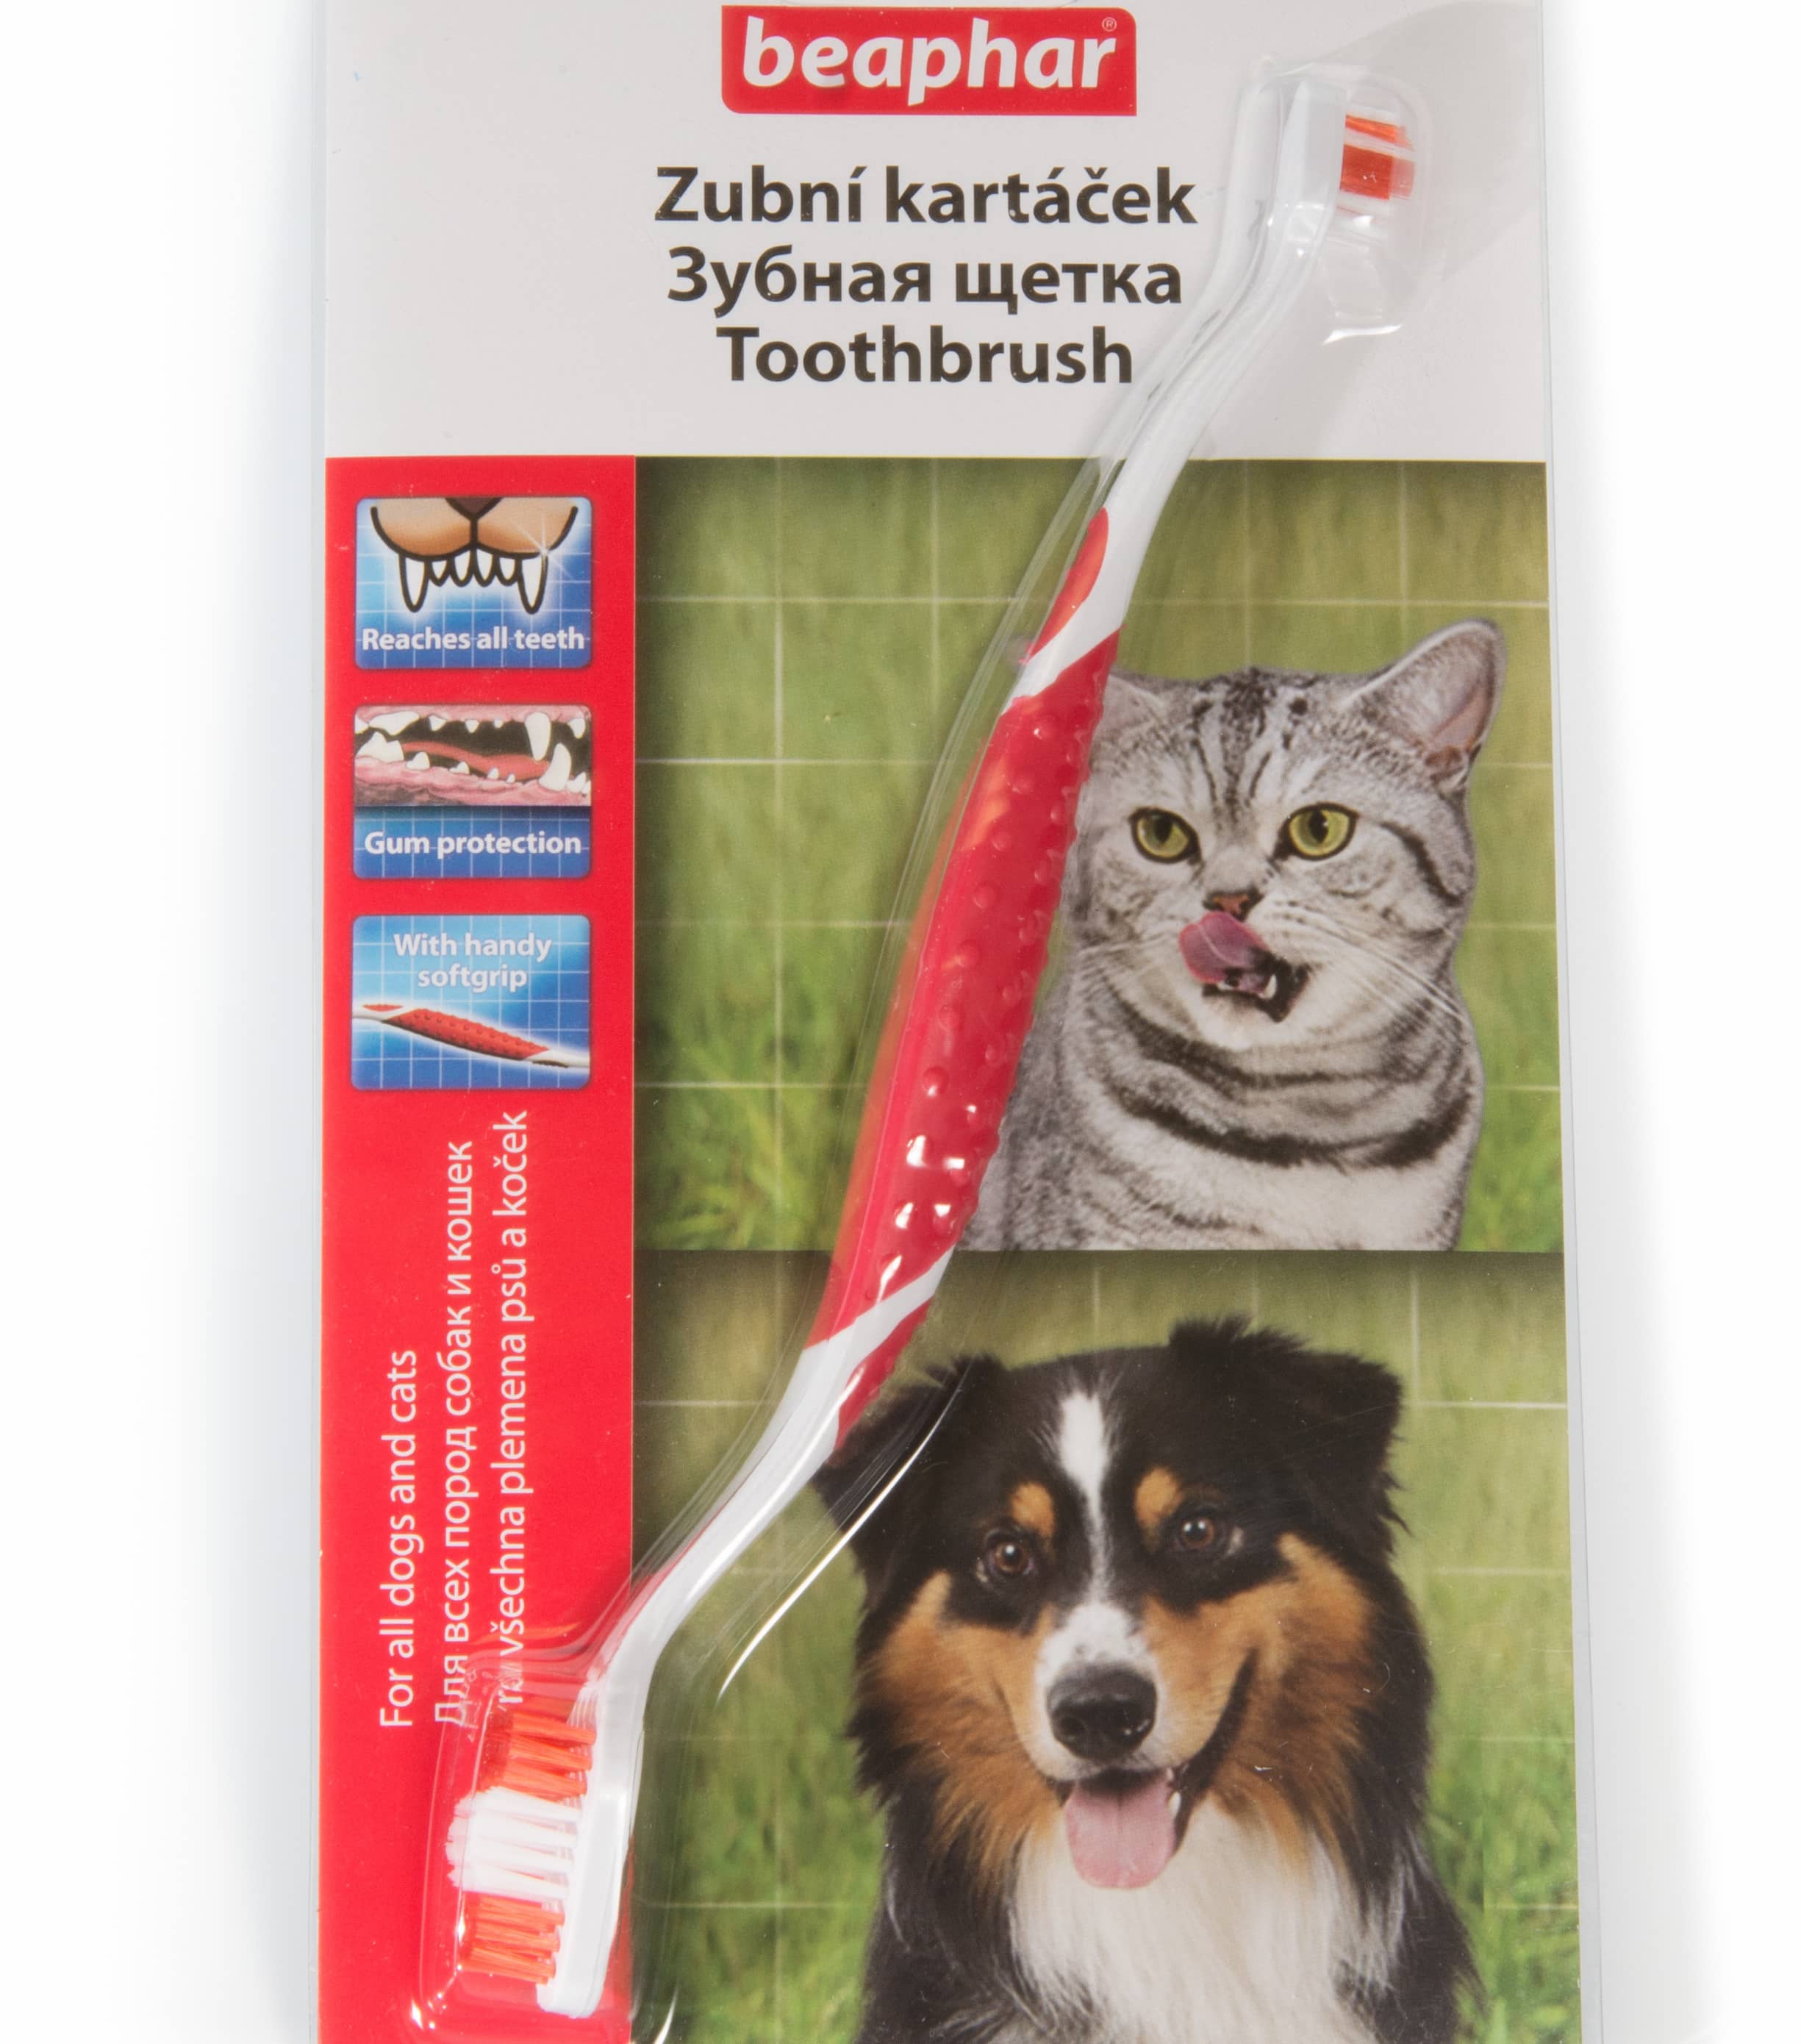 beaphar®
Zubní kartáček
Зубная щетка
Toothbrush
Reaches all teeth
Gum protection
With handy
softgrip
For all dogs and cats
Для всех пород собак и кошек
všechna plemena psů a koček